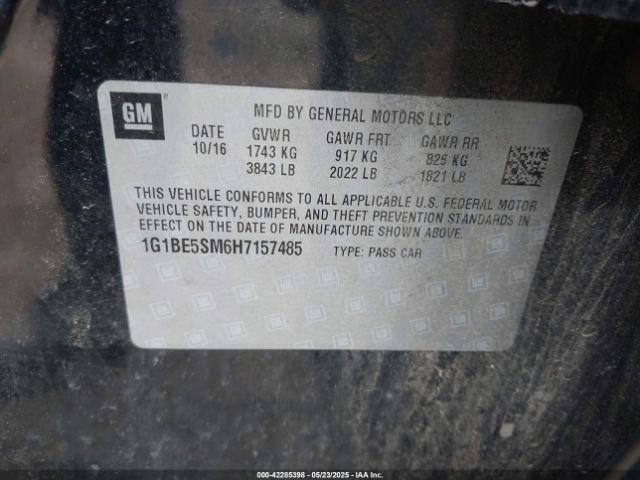 GM
MFD BY GENERAL MOTORS LLC
DATE GVWR GAWR FRT GAWR RR
10/16 1743 KG 917 KG 826 KG
3843 LB 2022 LB 1821 LB
THIS VEHICLE CONFORMS TO ALL APPLICABLE U.S. FEDERAL MOTOR
VEHICLE SAFETY, BUMPER, AND THEFT PREVENTION STANDARDS IN
EFFECT ON THE DATE OF MANUFACTURE SHOWN ABOVE.
1G1BE5SM6H7157485 TYPE: PASS CAR
000-42285398 - 05/23/2025 - IAA Inc.